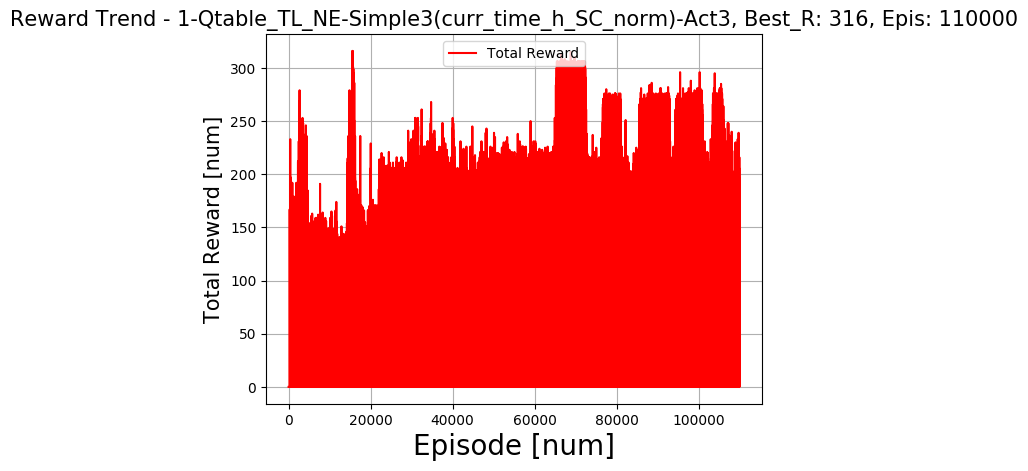 Reward Trend - 1-Qtable_TL_NE-Simple3(curr_time_h_SC_norm)-Act3, Best_R: 316, Epis: 110000
Total Reward
300
250
200
150
100
50
0
Total Reward [num]
0 20000 40000 60000 80000 100000
Episode [num]